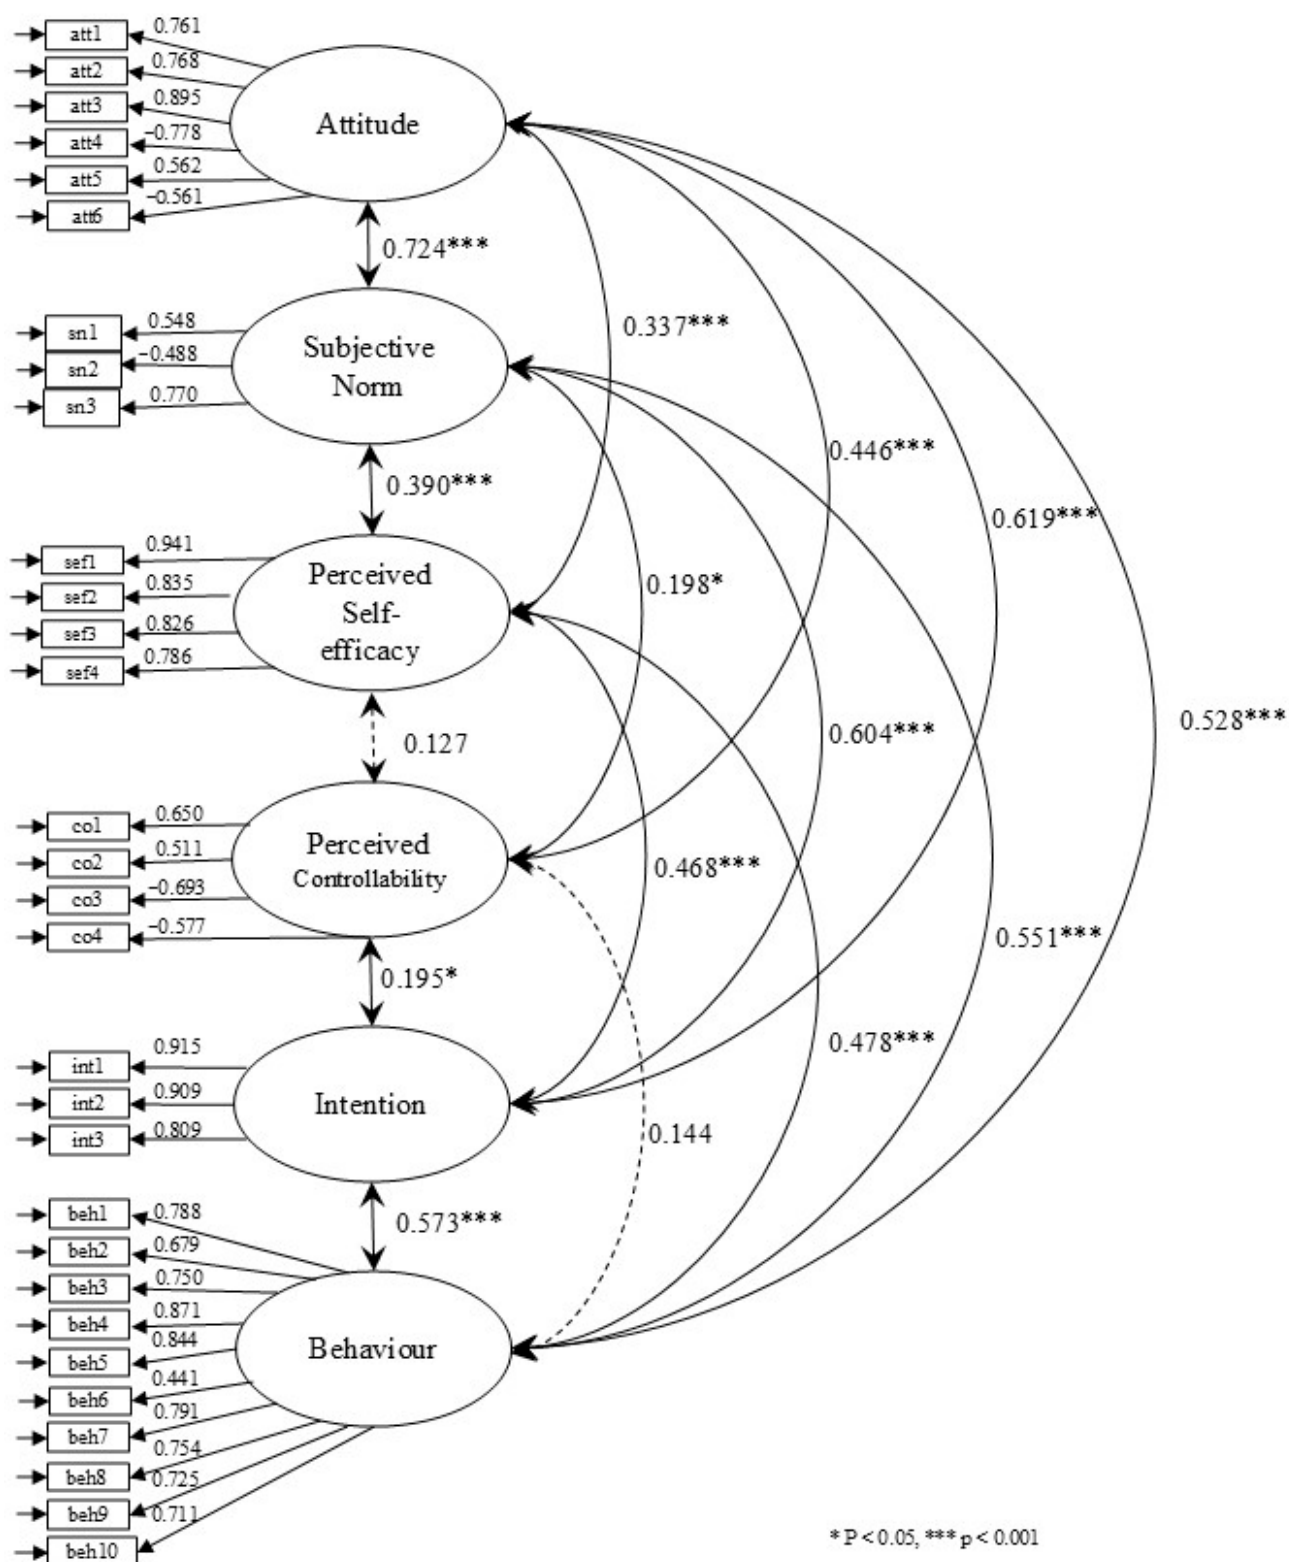 att1
0.761
att2
0.768
att3
0.895
att4
−0.778
att5
0.562
att6
−0.561
Attitude
0.724***
sn1
0.548
sn2
−0.488
sn3
0.770
Subjective
Norm
0.337***
0.446***
0.390***
0.619***
sef1
0.941
sef2
0.835
sef3
0.826
sef4
0.786
Perceived
Self-
efficacy
0.198*
0.127
0.604***
0.528***
co1
0.650
co2
0.511
co3
−0.693
co4
−0.577
Perceived
Controllability
0.468***
0.551***
0.195*
0.478***
int1
0.915
int2
0.909
int3
0.809
Intention
0.144
0.573***
beh1
0.788
beh2
0.679
beh3
0.750
beh4
0.871
beh5
0.844
beh6
0.441
beh7
0.791
beh8
0.754
beh9
0.725
beh10
0.711
Behaviour
* P < 0.05, *** p < 0.001